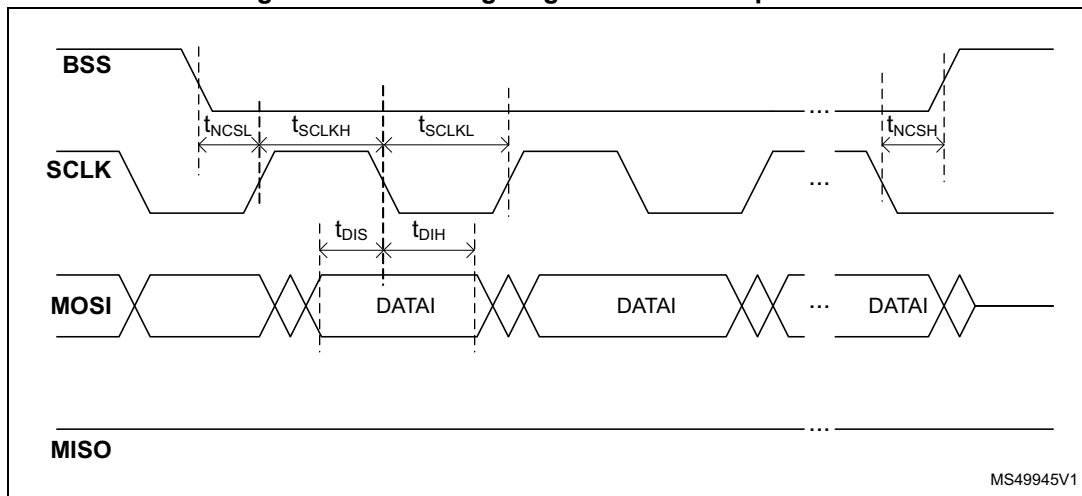 BSS
...
tNCSL tSCLKH tSCLKL tNCSH
SCLK
...
tDIS tDIH
MOSI DATAI DATAI ... DATAI
...
MISO
MS49945V1